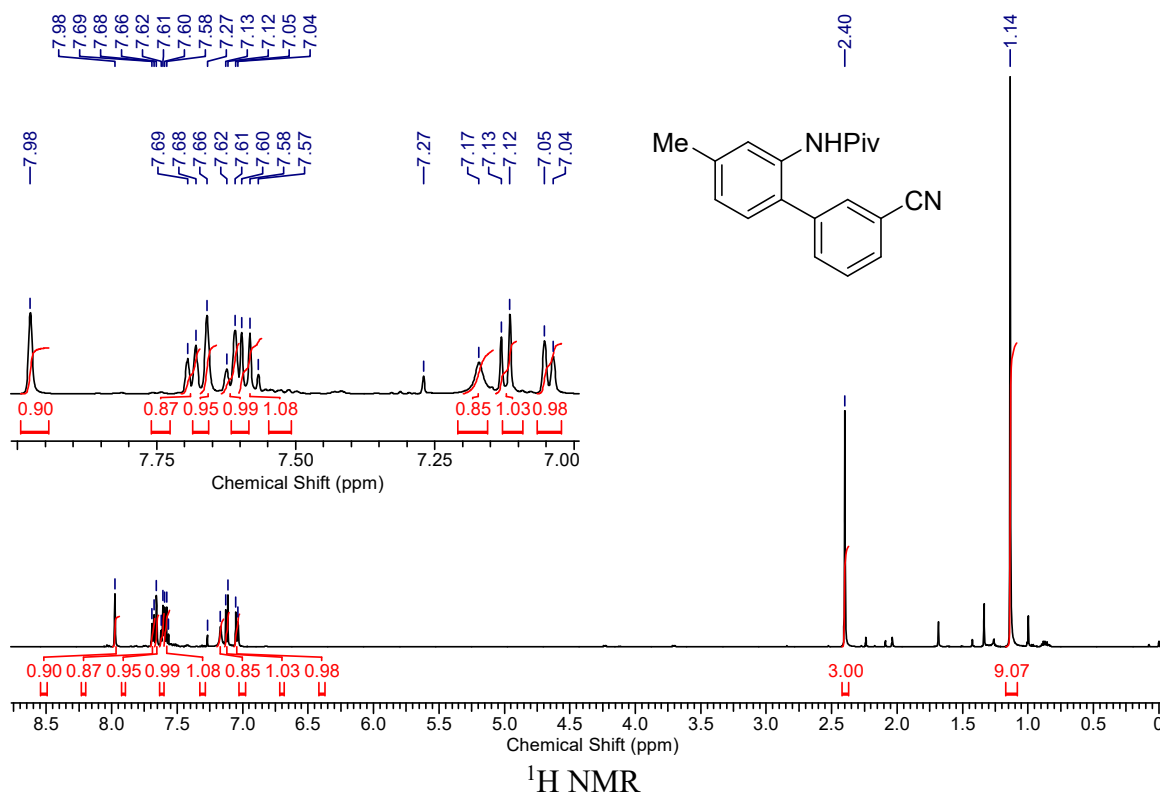 7.98 7.69 7.68 7.66 7.62 7.61 7.60 7.58 7.27 7.13 7.12 7.05 7.04
2.40
1.14
7.98
7.69 7.68 7.66 7.62 7.61 7.60 7.58 7.57
7.27
7.17 7.13 7.12
7.05 7.04
Me
NHPiv
CN
0.90 0.87 0.95 0.99 1.08 0.85 1.03 0.98
7.75 7.50 7.25 7.00
Chemical Shift (ppm)
0.90 0.87 0.95 0.99 1.08 0.85 1.03 0.98 3.00 9.07
8.5 8.0 7.5 7.0 6.5 6.0 5.5 5.0 4.5 4.0 3.5 3.0 2.5 2.0 1.5 1.0 0.5 0
Chemical Shift (ppm)
¹H NMR